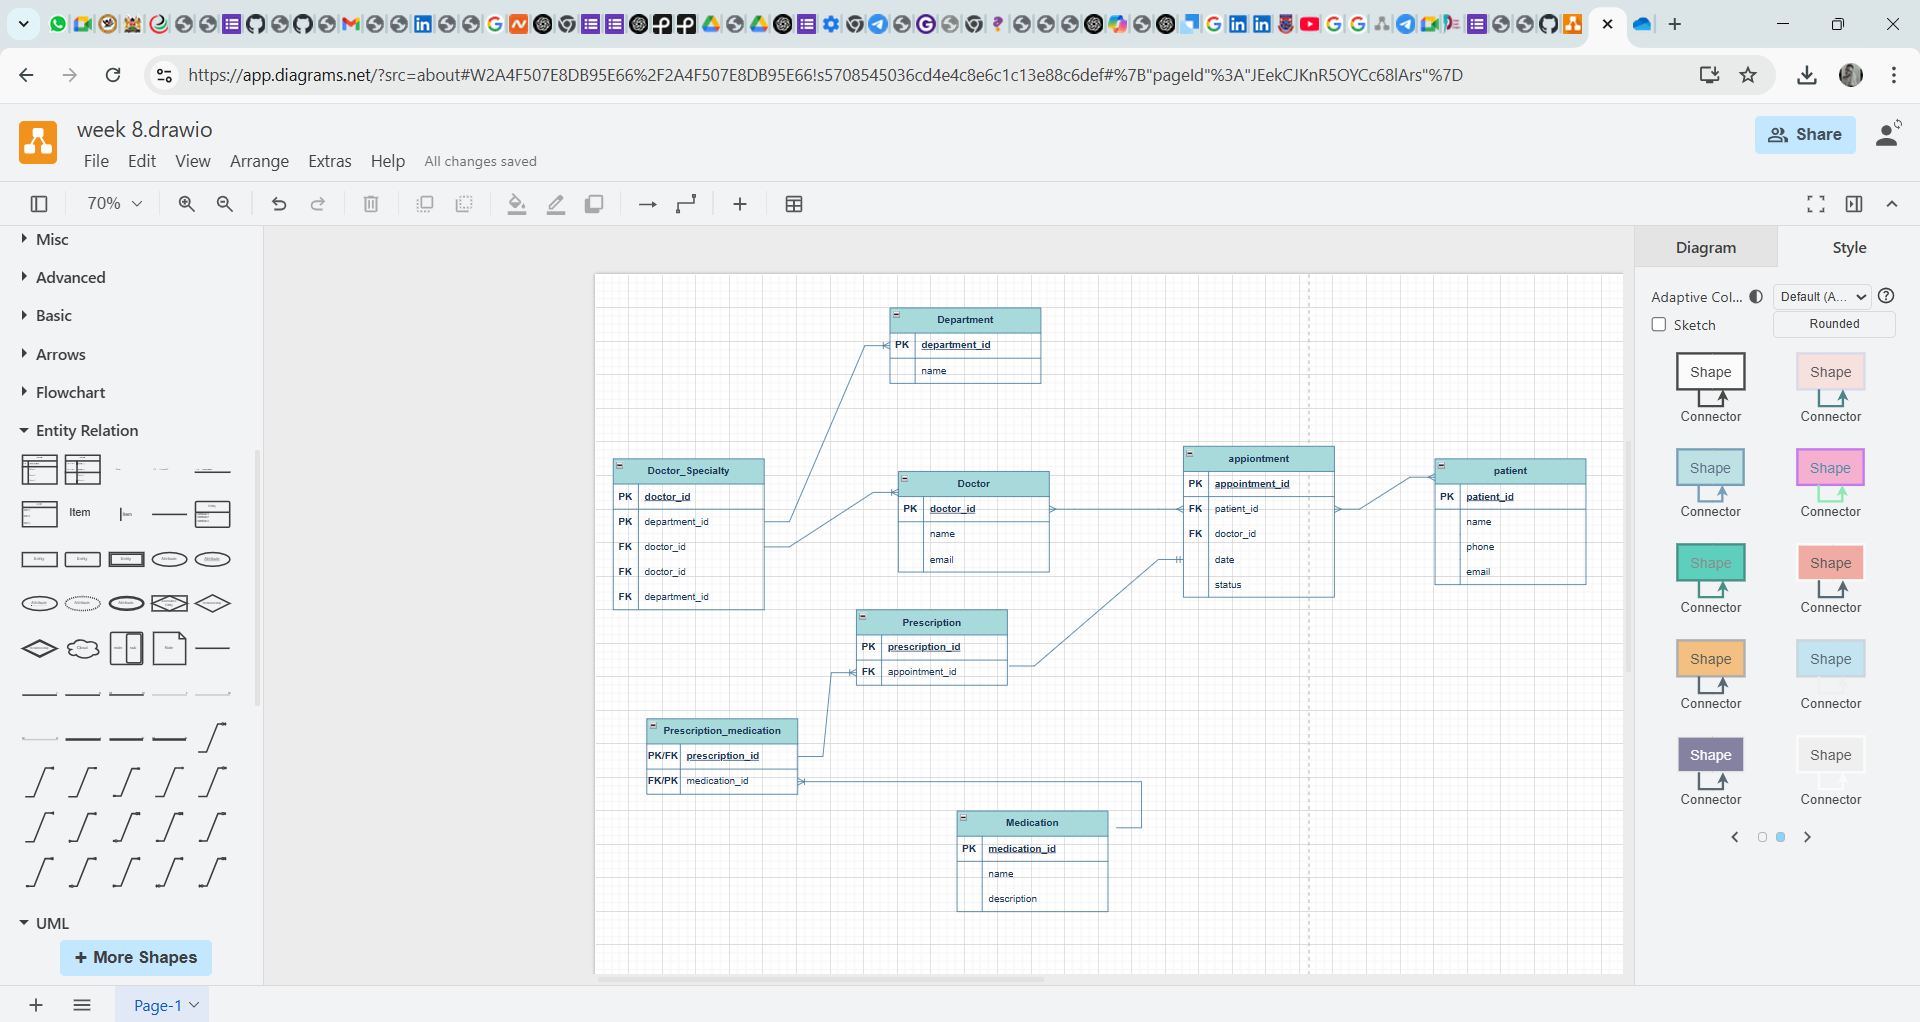 https://app.diagrams.net/?src=about#W2A4F507E8DB95E66%2F2A4F507E8DB95E66!s5708545036cd4e4c8e6c1c13e88c6def#%7B"pageId"%3A"JEekCJKnR5OYCc68lArs"%7D
week 8.drawio
File Edit View Arrange Extras Help All changes saved
Share
70%
Misc
Advanced
Basic
Arrows
Flowchart
Entity Relation
Item
UML
+ More Shapes
Department
PK department_id
name
Doctor_Specialty
PK doctor_id
PK department_id
FK doctor_id
FK doctor_id
FK department_id
Doctor
PK doctor_id
name
email
appiontment
PK appointment_id
FK patient_id
FK doctor_id
date
status
patient
PK patient_id
name
phone
email
Prescription
PK prescription_id
FK appointment_id
Prescription_medication
PK/FK prescription_id
FK/PK medication_id
Medication
PK medication_id
name
description
Diagram Style
Adaptive Col... Default (A...
Sketch Rounded
Shape Shape
Connector Connector
Shape Shape
Connector Connector
Shape Shape
Connector Connector
Shape Shape
Connector Connector
Shape Shape
Connector Connector
Page-1